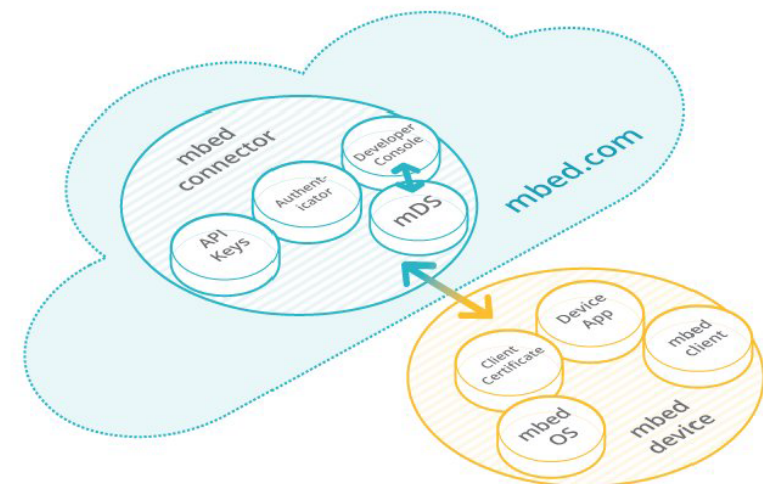 mbed
connector
Developer
Console
Authent-
icator
mDS
API
Keys
mbed.com
Device
App
mbed
client
Client
Certificate
mbed
OS
mbed
device